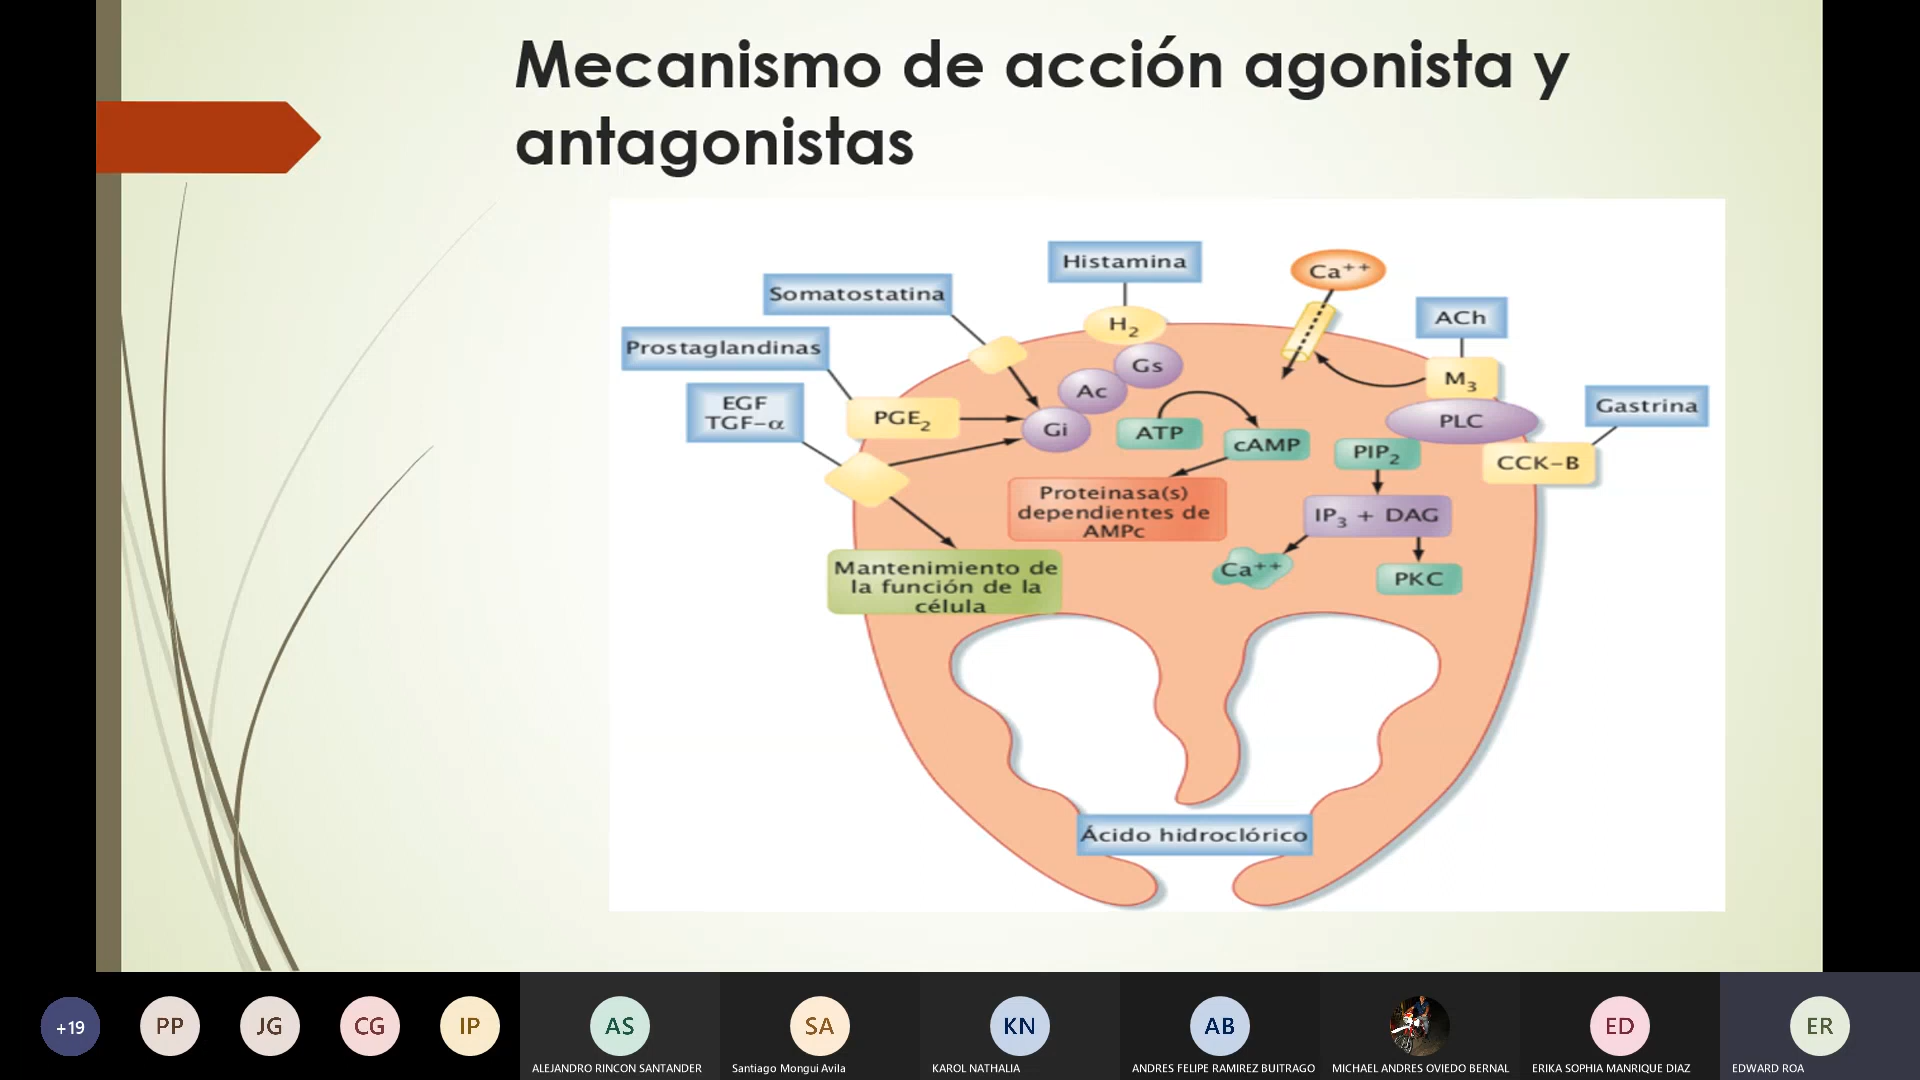 Mecanismo de acción agonista y
antagonistas
Histamina
Ca++
Somatostatina
ACh
H2
Prostaglandinas
Gs
M3
Ac
EGF
TGF-α
Gastrina
PGE2
PLC
Gi
ATP
cAMP
PIP2
CCK-B
Proteinasa(s)
dependientes de
AMPc
IP3 + DAG
Mantenimiento de
la función de la
célula
Ca++
PKC
Ácido hidroclórico
+19
PP
JG
CG
IP
AS
SA
KN
AB
ED
ER
ALEJANDRO RINCON SANTANDER
Santiago Mongui Avila
KAROL NATHALIA
ANDRES FELIPE RAMIREZ BUITRAGO
MICHAEL ANDRES OVIEDO BERNAL
ERIKA SOPHIA MANRIQUE DIAZ
EDWARD ROA